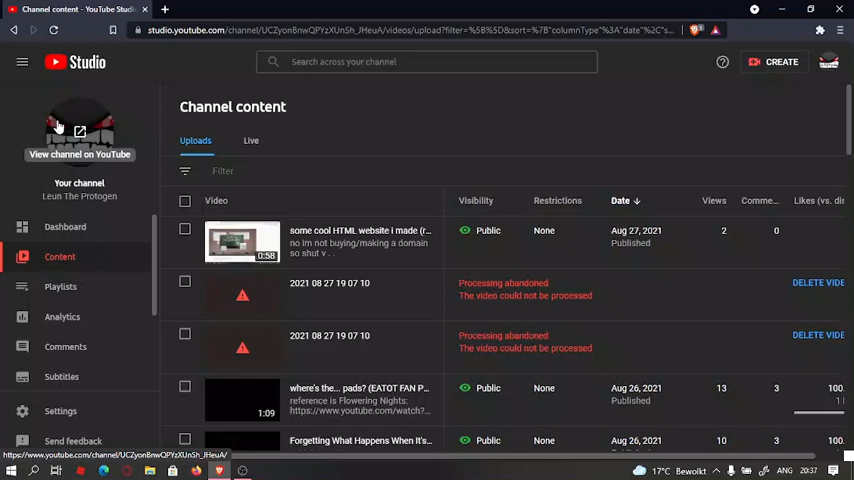 Channel content - YouTube Studio
studio.youtube.com/channel/UCZyonBnwQPYzXUnSh_JHeuA/videos/upload?filter=%5B%5D&sort=%7B"columnType"%3A"date"%2C"s...
Studio
Search across your channel
CREATE
View channel on YouTube
Your channel
Leun The Protogen
Dashboard
Content
Playlists
Analytics
Comments
Subtitles
Settings
Send feedback
Channel content
Uploads
Live
Filter
Video
Visibility
Restrictions
Date
Views
Comme...
Likes (vs. dis
0:58
some cool HTML website i made (r...
no im not buying/making a domain
so shut v . .
Public
None
Aug 27, 2021
Published
2
0
2021 08 27 19 07 10
Processing abandoned
The video could not be processed
DELETE VIDE
2021 08 27 19 07 10
Processing abandoned
The video could not be processed
DELETE VIDE
1:09
where's the... pads? (EATOT FAN P...
reference is Flowering Nights:
https://www.youtube.com/watch?...
Public
None
Aug 26, 2021
Published
13
3
100.
Forgetting What Happens When It's...
Public
None
Aug 26, 2021
10
3
100.
https://www.youtube.com/channel/UCZyonBnwQPYzXUnSh_JHeuA/
17°C Bewolkt
ANG
20:37